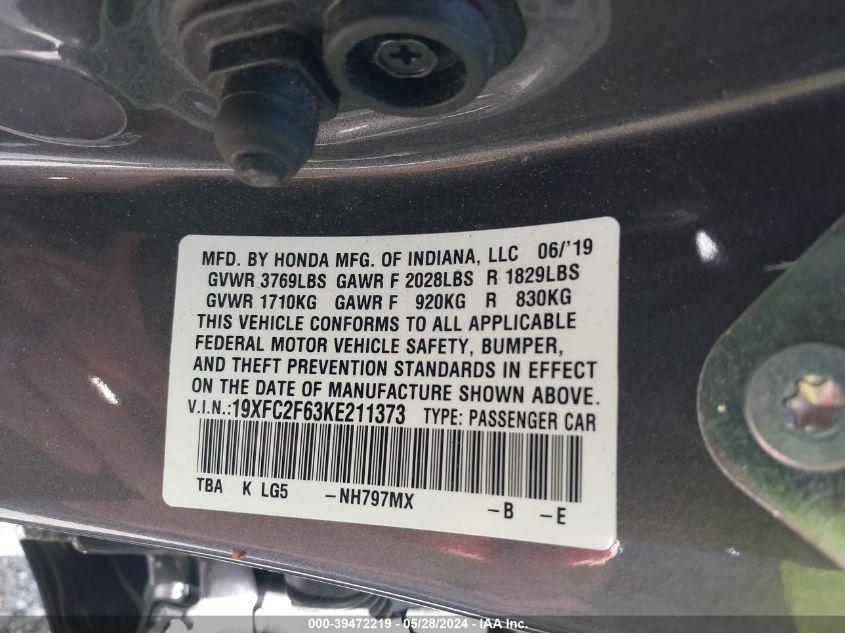 MFD. BY HONDA MFG. OF INDIANA, LLC 06/'19
GVWR 3769LBS GAWR F 2028LBS R 1829LBS
GVWR 1710KG GAWR F 920KG R 830KG
THIS VEHICLE CONFORMS TO ALL APPLICABLE
FEDERAL MOTOR VEHICLE SAFETY, BUMPER,
AND THEFT PREVENTION STANDARDS IN EFFECT
ON THE DATE OF MANUFACTURE SHOWN ABOVE.
V.I.N.:19XFC2F63KE211373 TYPE: PASSENGER CAR
TBA K LG5 -NH797MX -B -E
000-39472219 - 05/28/2024 - IAA Inc.